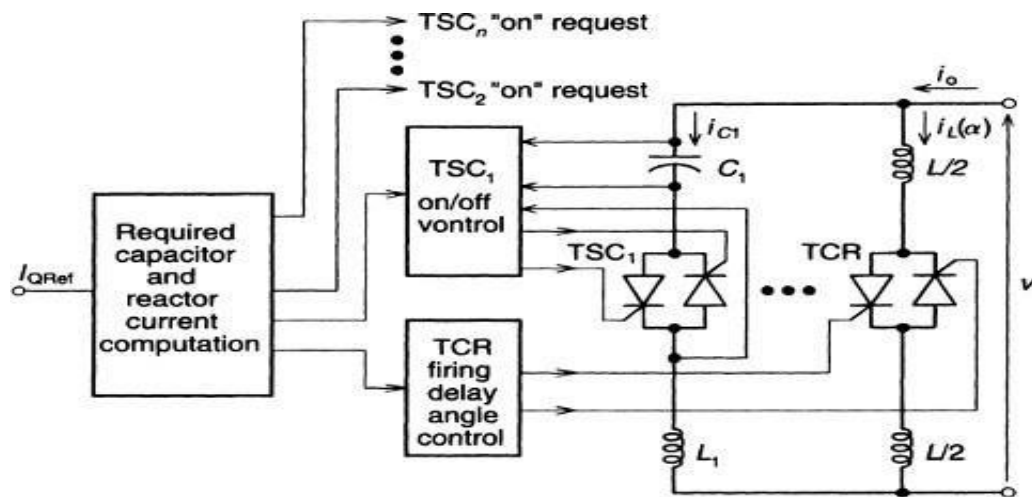 TSCn "on" request
TSC2 "on" request
io
iC1
iL(α)
TSC1
on/off
vontrol
C1
L/2
Required
capacitor
and
reactor
current
computation
IQRef
TSC1
TCR
v
TCR
firing
delay
angle
control
L1
L/2